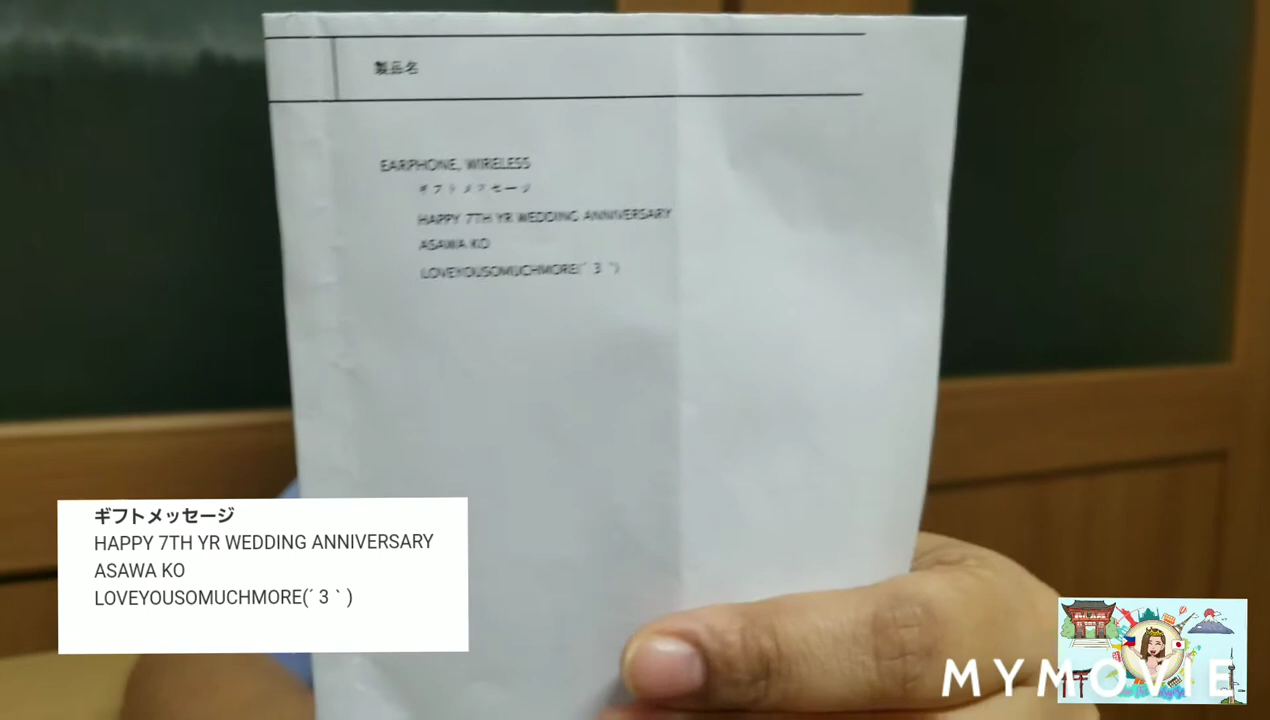 製品名
EARPHONE, WIRELESS
ギフトメッセージ
HAPPY 7TH YR WEDDING ANNIVERSARY
ASAWA KO
LOVEYOUSOMUCHMORE(´ 3 `)
ギフトメッセージ
HAPPY 7TH YR WEDDING ANNIVERSARY
ASAWA KO
LOVEYOUSOMUCHMORE(´ 3 ` )
MYMOVIE